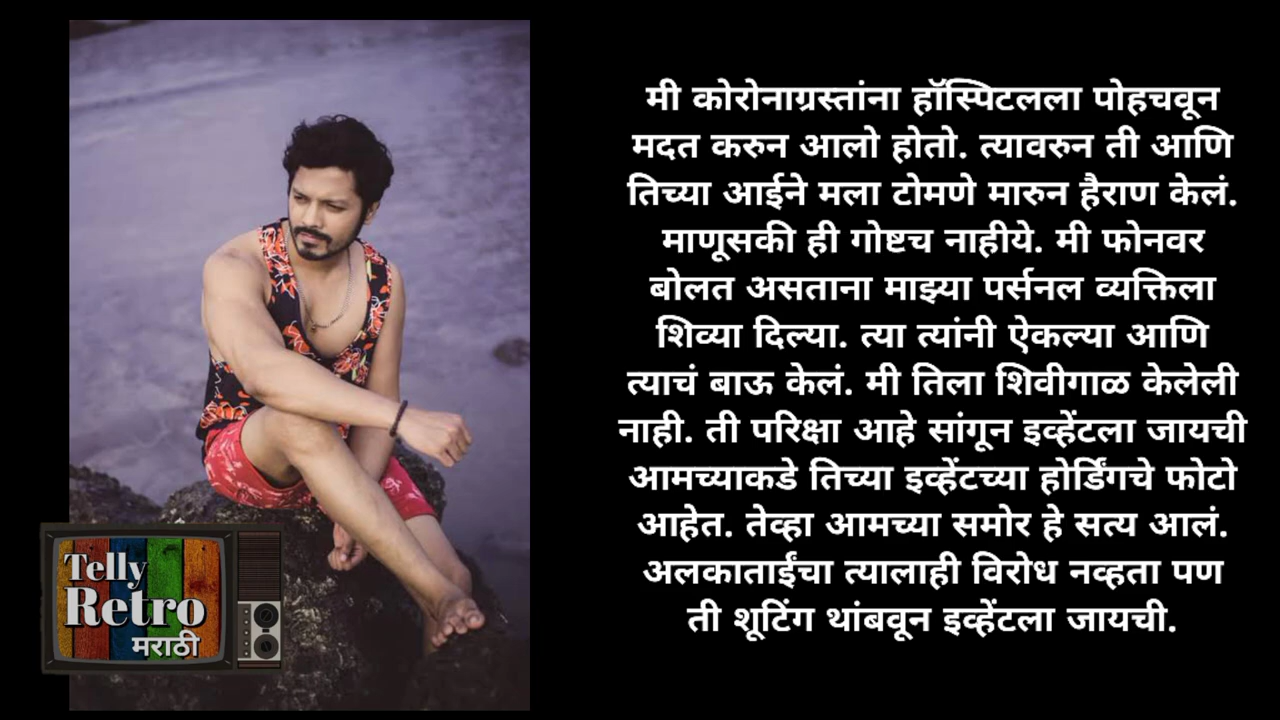 मी कोरोनाग्रस्तांना हॉस्पिटलला पोहचवून
मदत करुन आलो होतो. त्यावरुन ती आणि
तिच्या आईने मला टोमणे मारुन हैराण केलं.
माणूसकी ही गोष्टच नाहीये. मी फोनवर
बोलत असताना माझ्या पर्सनल व्यक्तिला
शिव्या दिल्या. त्या त्यांनी ऐकल्या आणि
त्याचं बाऊ केलं. मी तिला शिवीगाळ केलेली
नाही. ती परिक्षा आहे सांगून इव्हेंटला जायची
आमच्याकडे तिच्या इव्हेंटच्या होर्डिंगचे फोटो
आहेत. तेव्हा आमच्या समोर हे सत्य आलं.
अलकाताईंचा त्यालाही विरोध नव्हता पण
ती शूटिंग थांबवून इव्हेंटला जायची.
Telly
Retro
मराठी